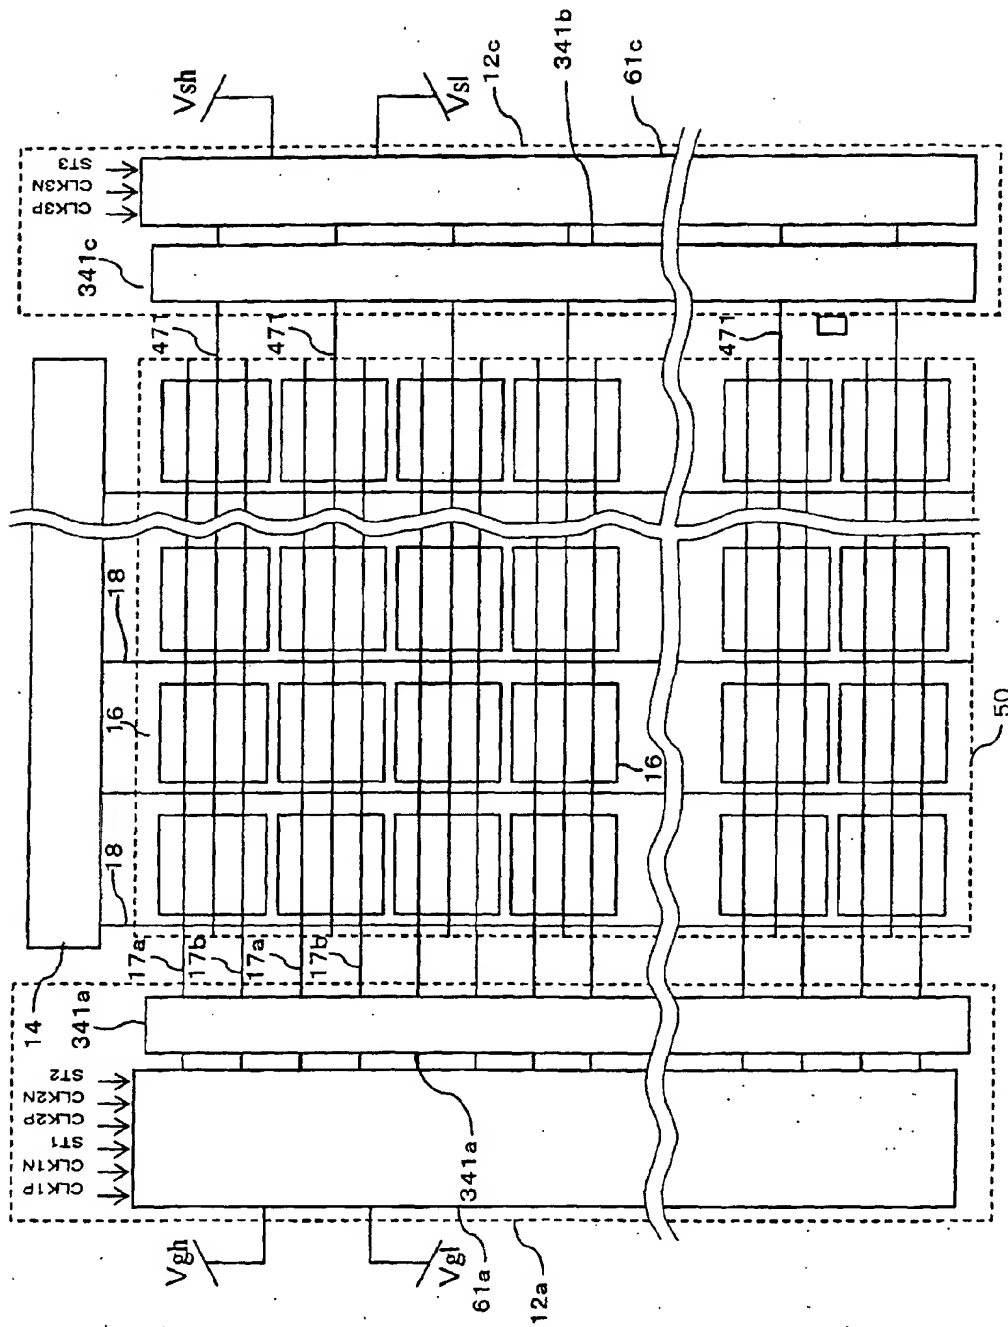 Vsh
Vsl
12c
341b
61c
ST3
CLK3N
CLK3P
341c
471
471
471
18
16
16
18
50
14
17a
17b
17a
17b
341a
ST2
CLK2N
CLK2P
ST1
CLK1N
CLK1P
341a
Vgh
Vgl
61a
12a